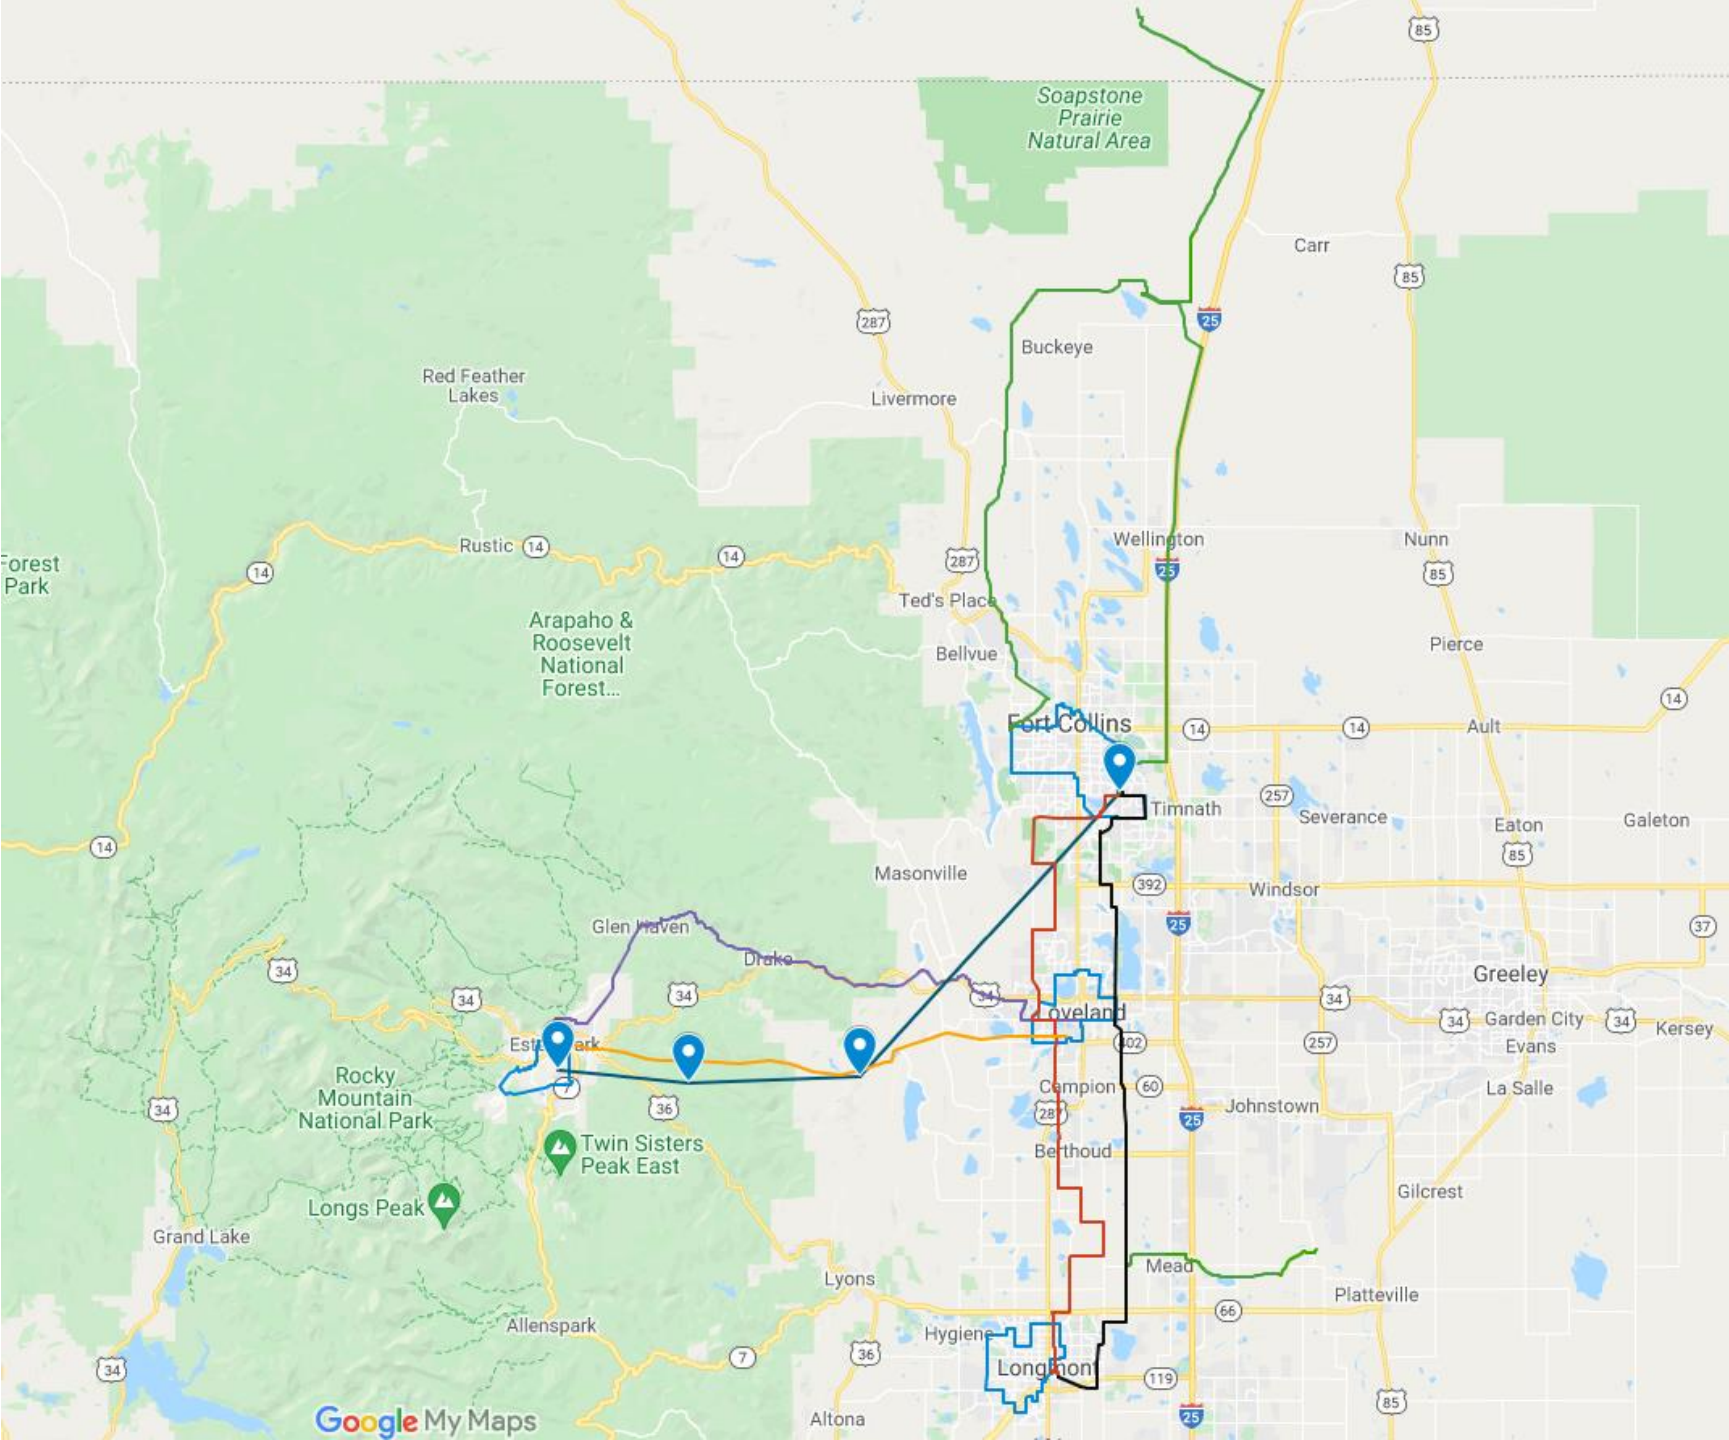 85
Soapstone
Prairie
Natural Area
Carr
85
287
25
Buckeye
Red Feather
Lakes
Livermore
Wellington
Nunn
Rustic
14
14
287
25
85
14
Forest
Park
Ted's Place
Arapaho &
Roosevelt
National
Forest...
Bellvue
Pierce
14
Fort Collins
14
14
Ault
257
Timnath
Severance
Eaton
Galeton
14
85
Masonville
392
Windsor
25
37
Glen Haven
Drake
34
34
34
34
34
Greeley
Loveland
34
Garden City
34
Kersey
Estes Park
402
257
Evans
Rocky
Mountain
National Park
7
36
Campion
60
La Salle
34
287
25
Johnstown
Twin Sisters
Peak East
Berthoud
Longs Peak
Gilcrest
Grand Lake
Mead
Lyons
Platteville
66
Allenspark
Hygiene
34
7
36
Longmont
119
85
25
Google My Maps
Altona